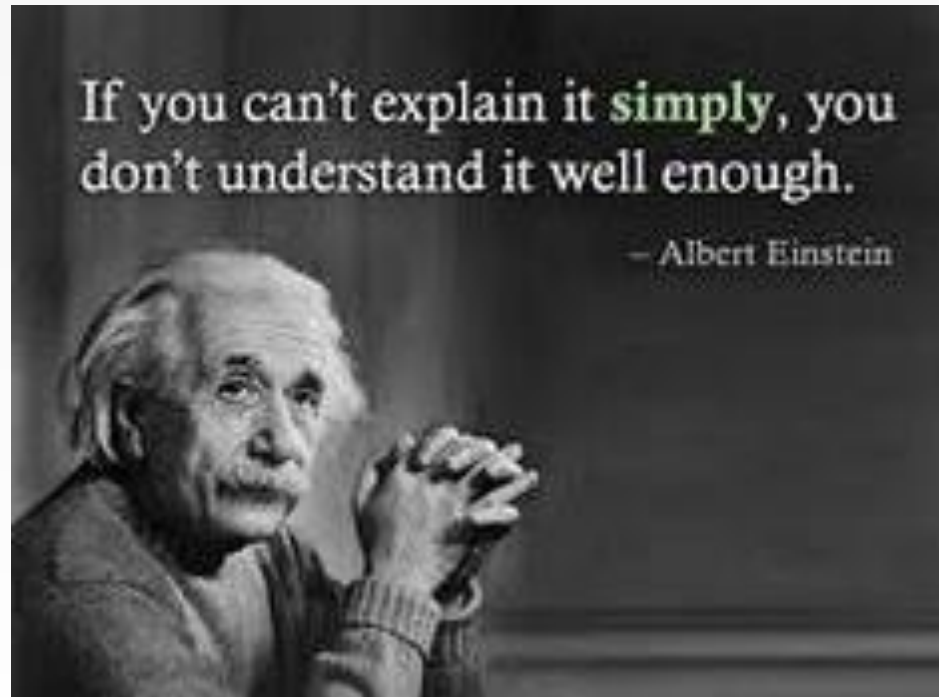 If you can't explain it simply, you
don't understand it well enough.
– Albert Einstein